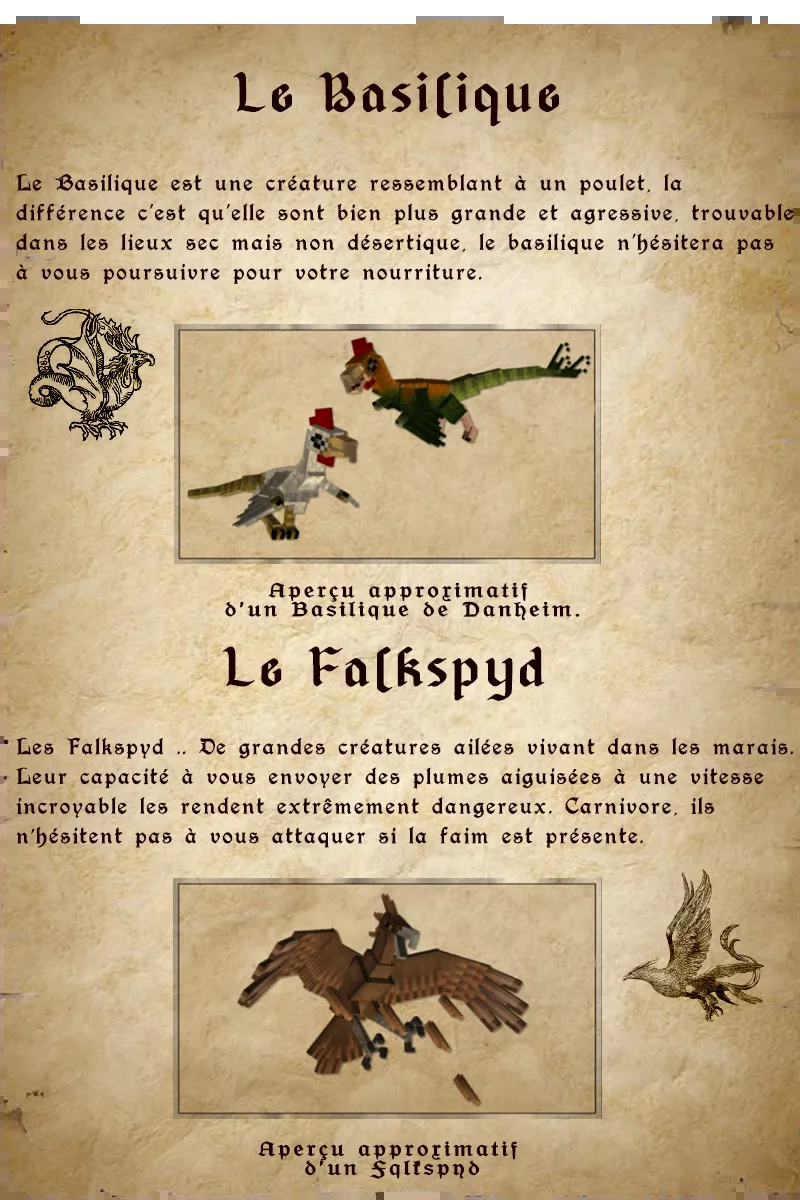 Le Basilique
Le Basilique est une créature ressemblant à un poulet, la
différence c'est qu'elle sont bien plus grande et agressive, trouvable
dans les lieux sec mais non désertique, le basilique n'hésitera pas
à vous poursuivre pour votre nourriture.
Aperçu approximatif
d'un Basilique de Danheim.
Le Falkspyd
Les Falkspyd .. De grandes créatures ailées vivant dans les marais.
Leur capacité à vous envoyer des plumes aiguisées à une vitesse
incroyable les rendent extrêmement dangereux. Carnivore, ils
n'hésitent pas à vous attaquer si la faim est présente.
Aperçu approximatif
d'un Falkspyd